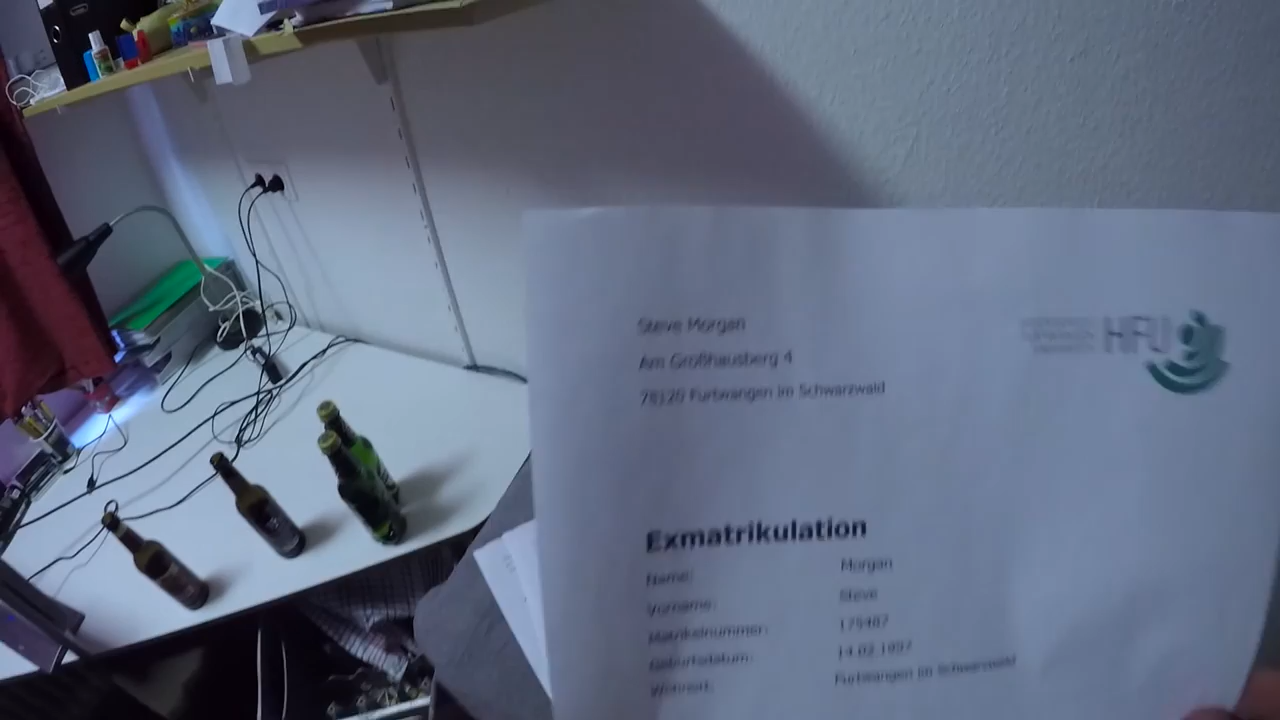 Steve Morgan
Am Großhausberg 4
78120 Furtwangen im Schwarzwald
HFU
Exmatrikulation
Name: Morgan
Vorname: Steve
Matrikelnummer: 175487
Geburtsdatum: 14.02.1997
Wohnort: Furtwangen im Schwarzwald